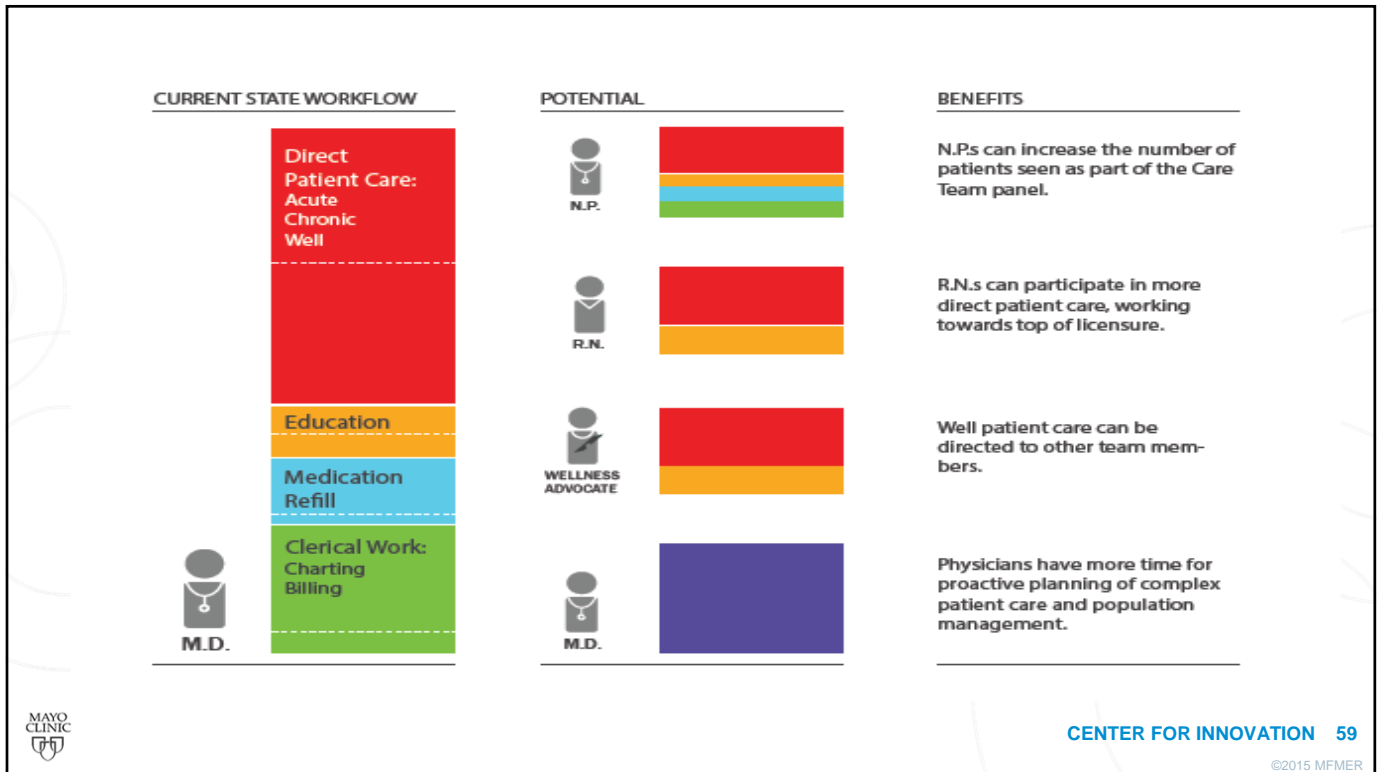 CURRENT STATE WORKFLOW
Direct
Patient Care:
Acute
Chronic
Well
Education
Medication
Refill
Clerical Work:
Charting
Billing
M.D.
POTENTIAL
N.P.
R.N.
WELLNESS
ADVOCATE
M.D.
BENEFITS
N.P.s can increase the number of
patients seen as part of the Care
Team panel.
R.N.s can participate in more
direct patient care, working
towards top of licensure.
Well patient care can be
directed to other team mem-
bers.
Physicians have more time for
proactive planning of complex
patient care and population
management.
MAYO
CLINIC
CENTER FOR INNOVATION 59
©2015 MFMER